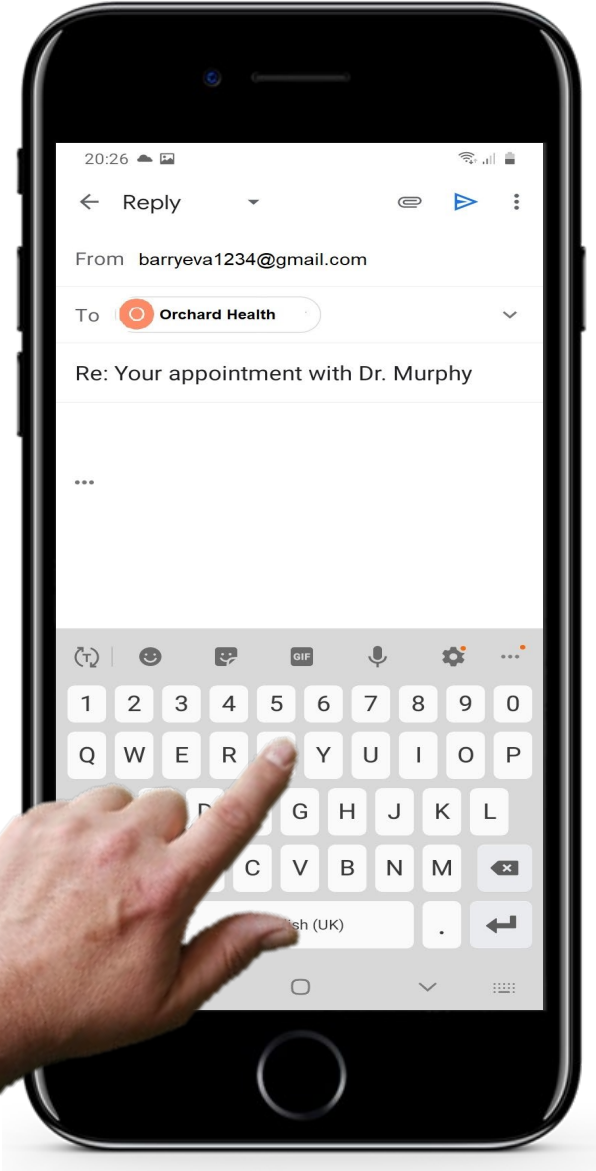 20:26
Reply
From barryeva1234@gmail.com
To O Orchard Health
Re: Your appointment with Dr. Murphy
T GIF
1 2 3 4 5 6 7 8 9 0
Q W E R Y U I O P
G H J K L
C V B N M
(UK) .